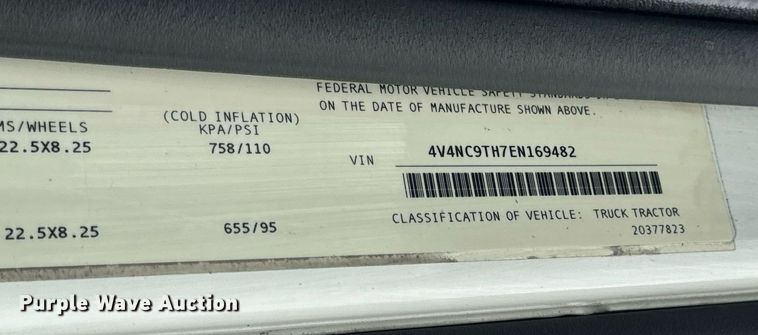 FEDERAL MOTOR VEHICLE SAFETY STANDARDS
ON THE DATE OF MANUFACTURE SHOWN ABOVE.
MS/WHEELS
(COLD INFLATION)
KPA/PSI
22.5X8.25
758/110
VIN
4V4NC9TH7EN169482
CLASSIFICATION OF VEHICLE: TRUCK TRACTOR
22.5X8.25
655/95
20377823
Purple Wave Auction